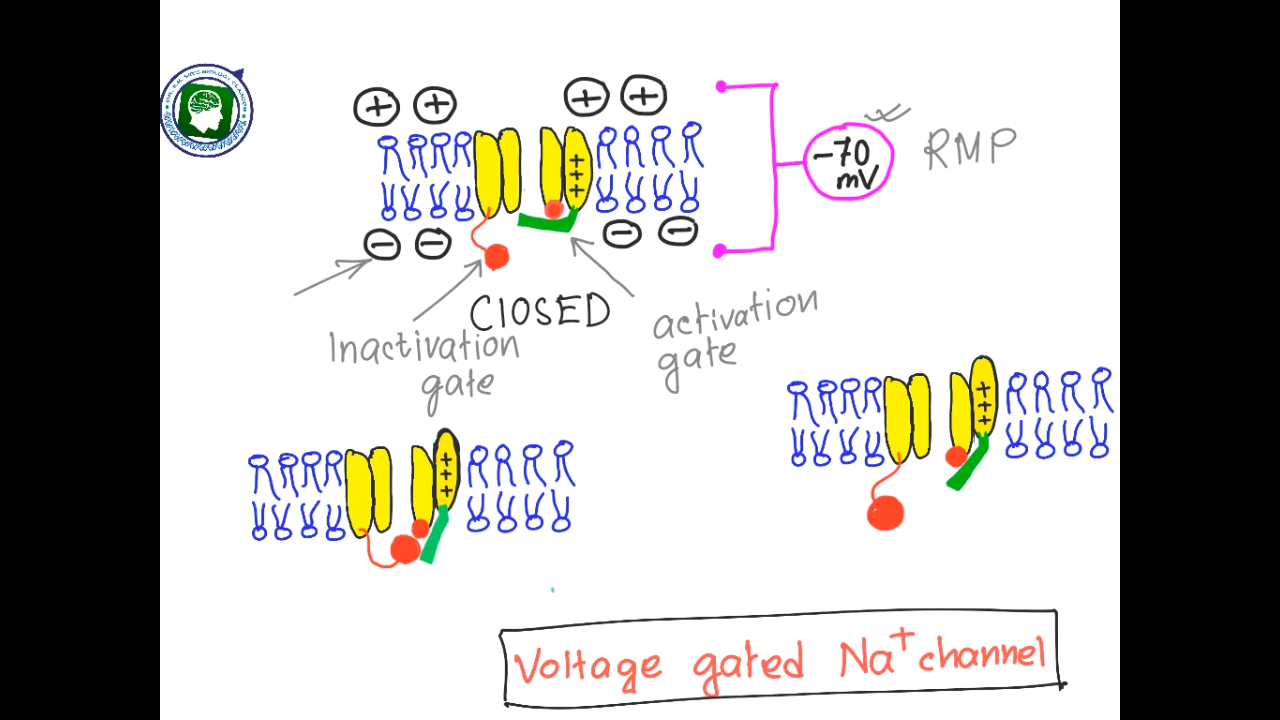 + + + +
−70
mV
RMP
+
+
+
− − − −
ClOSED
Inactivation
gate
activation
gate
+
+
+
+
+
+
Voltage gated Na+ channel